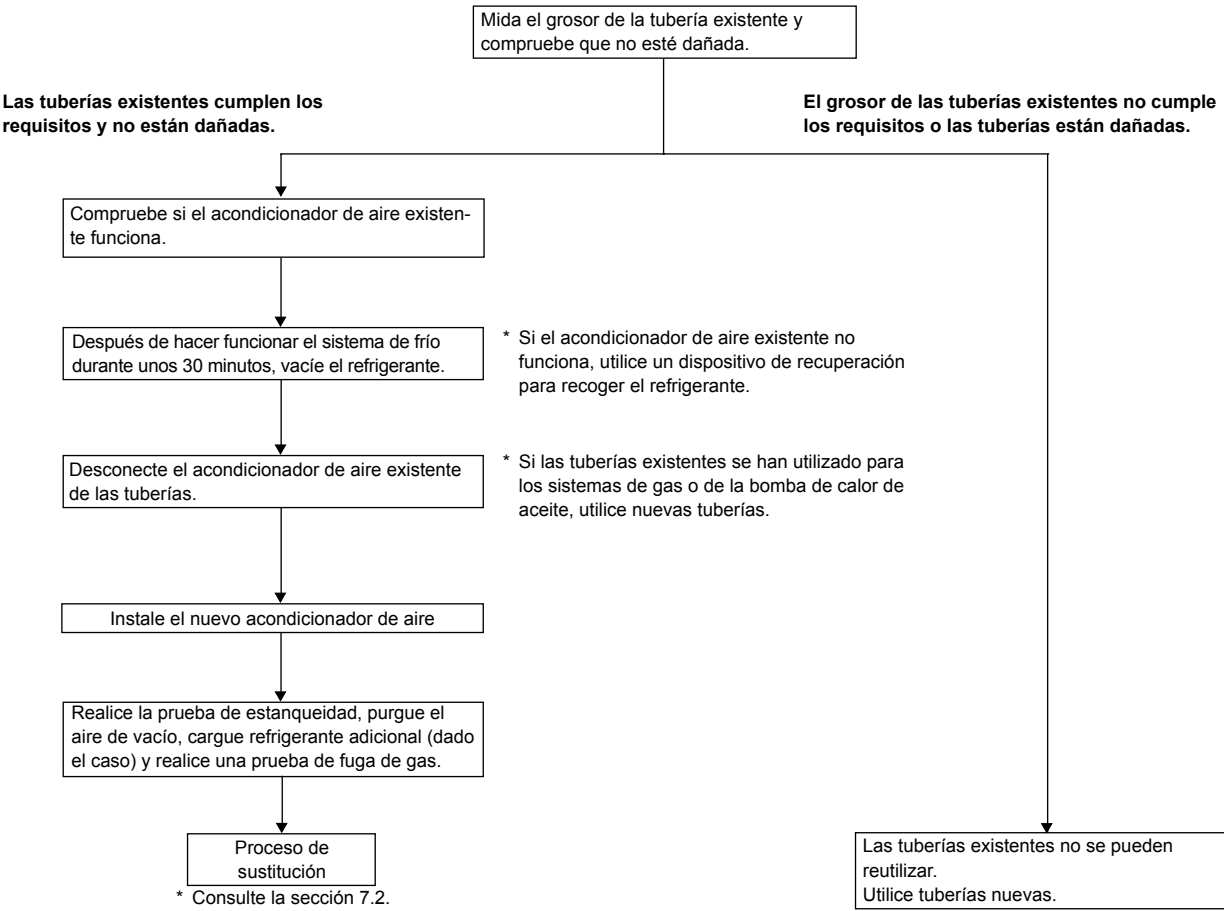 Mida el grosor de la tubería existente y
compruebe que no esté dañada.
Las tuberías existentes cumplen los
requisitos y no están dañadas.
El grosor de las tuberías existentes no cumple
los requisitos o las tuberías están dañadas.
Compruebe si el acondicionador de aire existen-
te funciona.
Después de hacer funcionar el sistema de frío
durante unos 30 minutos, vacíe el refrigerante.
* Si el acondicionador de aire existente no
funciona, utilice un dispositivo de recuperación
para recoger el refrigerante.
Desconecte el acondicionador de aire existente
de las tuberías.
* Si las tuberías existentes se han utilizado para
los sistemas de gas o de la bomba de calor de
aceite, utilice nuevas tuberías.
Instale el nuevo acondicionador de aire
Realice la prueba de estanqueidad, purgue el
aire de vacío, cargue refrigerante adicional (dado
el caso) y realice una prueba de fuga de gas.
Proceso de
sustitución
* Consulte la sección 7.2.
Las tuberías existentes no se pueden
reutilizar.
Utilice tuberías nuevas.